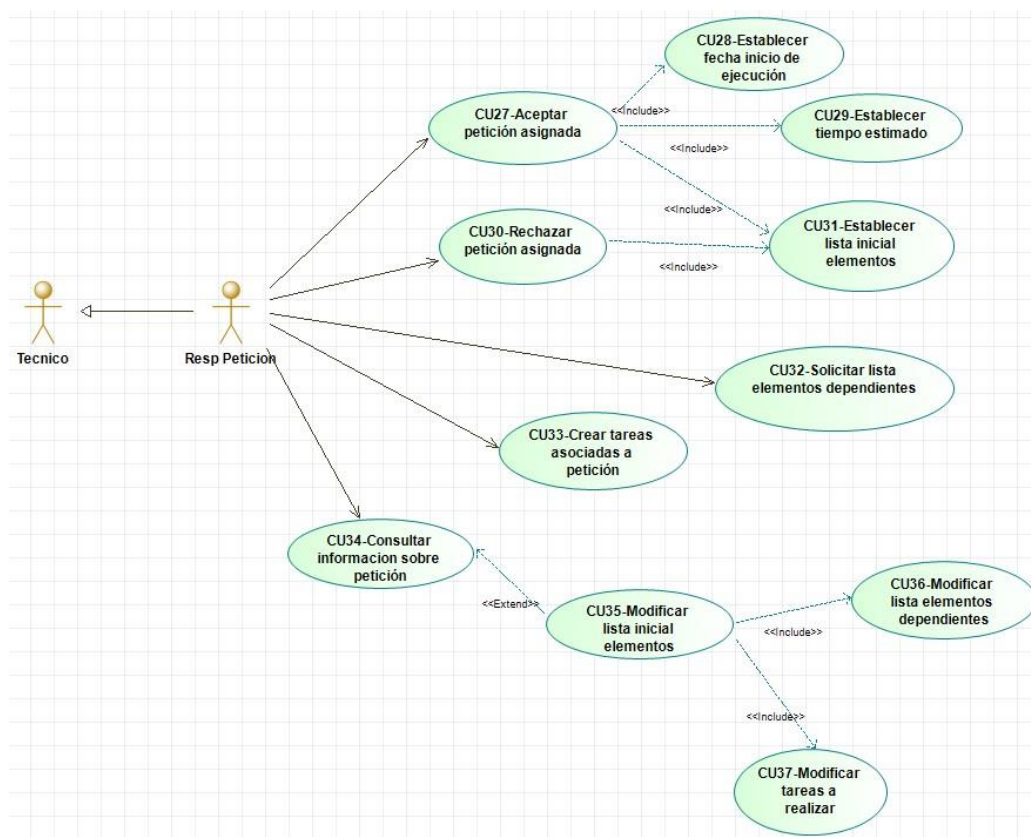 CU28-Establecer
fecha inicio de
ejecución
<<Include>>
CU27-Aceptar
petición asignada
CU29-Establecer
tiempo estimado
<<Include>>
<<Include>>
CU30-Rechazar
petición asignada
CU31-Establecer
lista inicial
elementos
<<Include>>
Tecnico
Resp Peticion
CU32-Solicitar lista
elementos dependientes
CU33-Crear tareas
asociadas a
petición
CU34-Consultar
informacion sobre
petición
<<Extend>>
CU35-Modificar
lista inicial
elementos
CU36-Modificar
lista elementos
dependientes
<<Include>>
<<Include>>
CU37-Modificar
tareas a
realizar